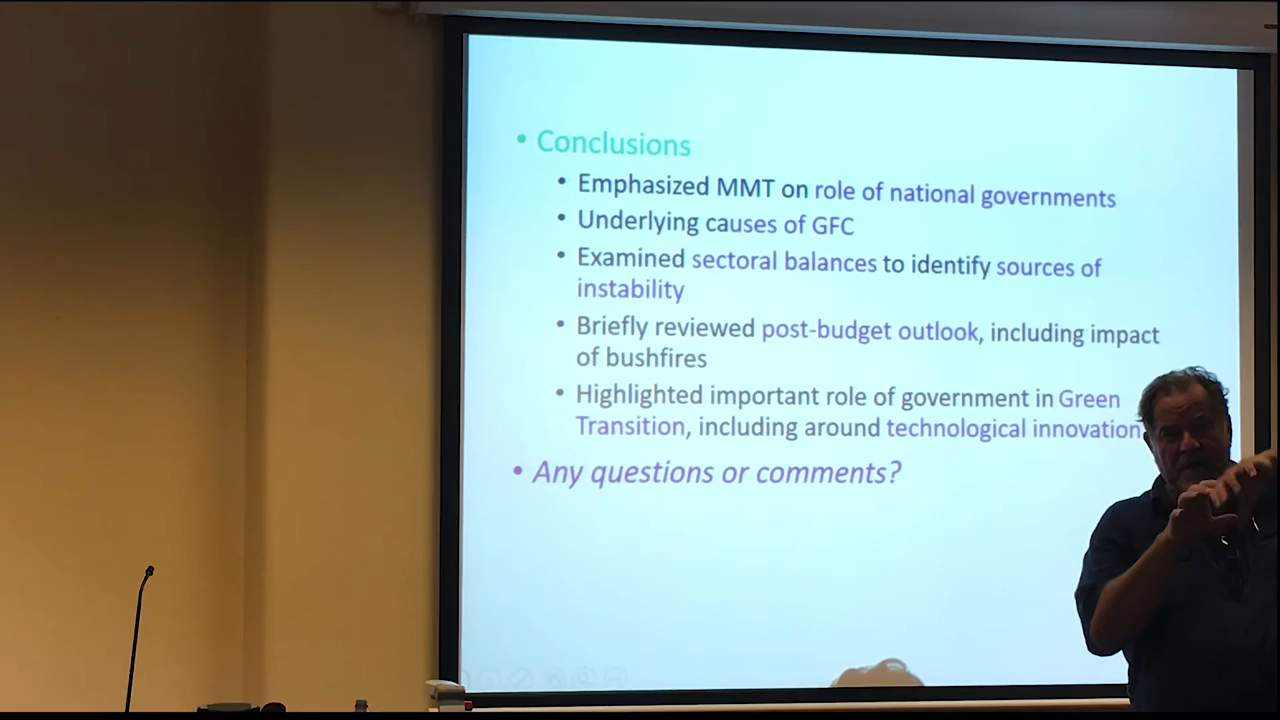 • Conclusions
• Emphasized MMT on role of national governments
• Underlying causes of GFC
• Examined sectoral balances to identify sources of
instability
• Briefly reviewed post-budget outlook, including impact
of bushfires
• Highlighted important role of government in Green
Transition, including around technological innovation
• Any questions or comments?